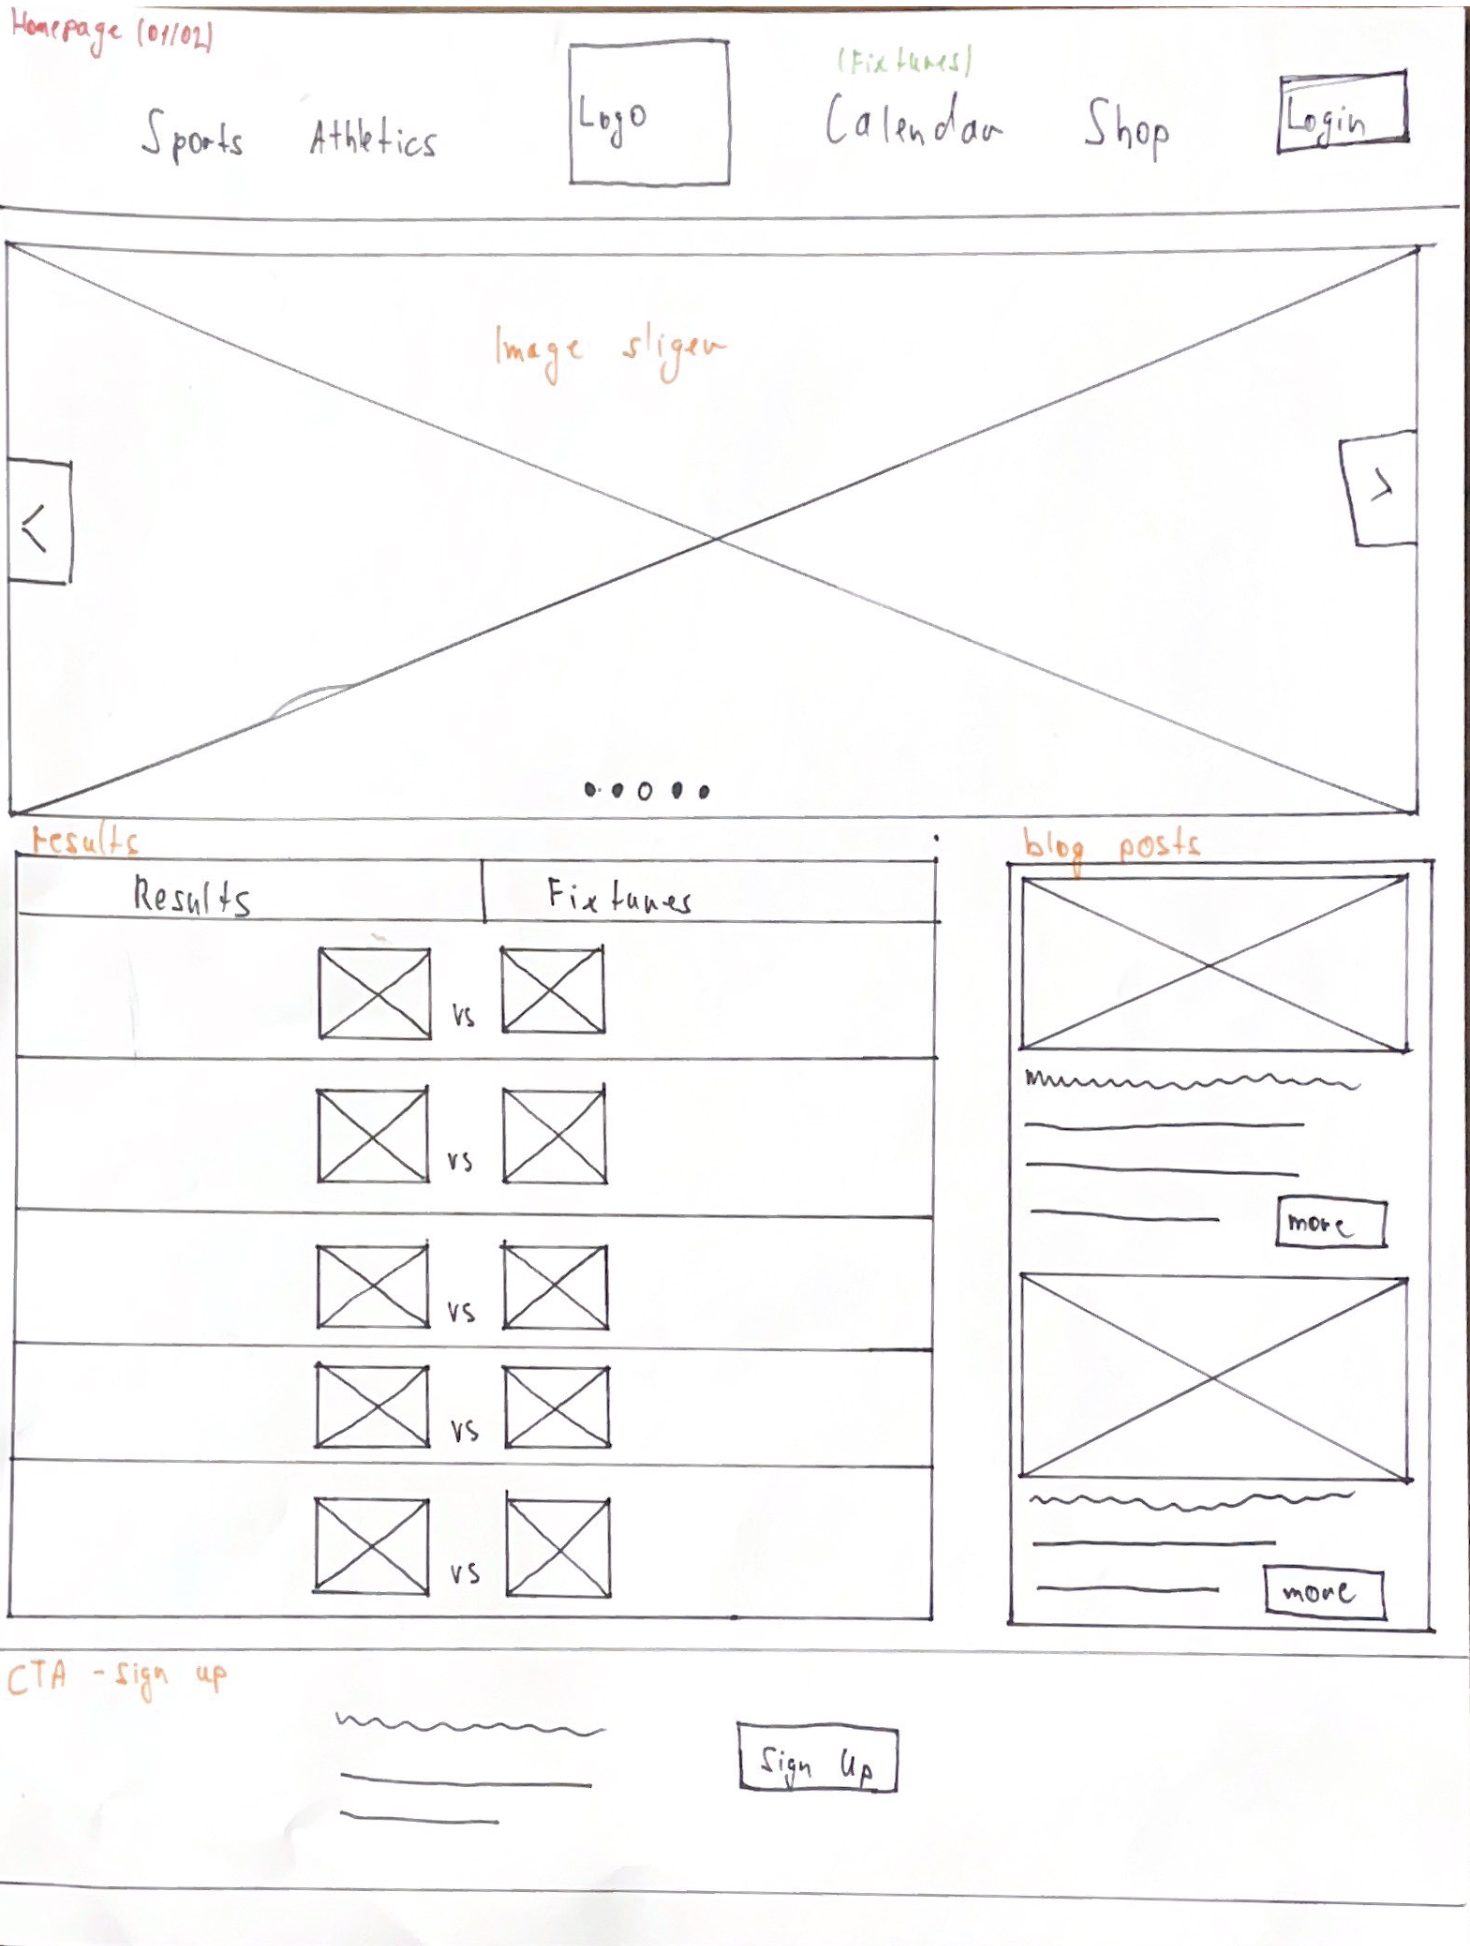 Homepage (01/02)
(Fixtures)
Sports Athletics Logo Calendar Shop Login
Image sliger
<
>
results
blog posts
Results Fixtures
vs
vs
more
vs
vs
vs
more
CTA - sign up
Sign Up